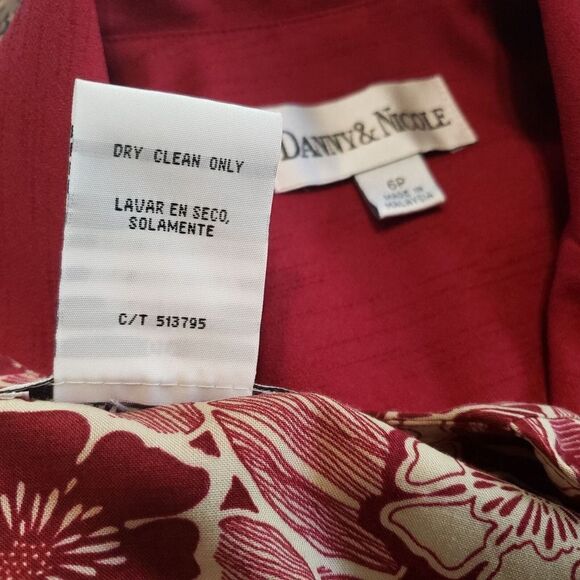 DRY CLEAN ONLY
LAVAR EN SECO,
SOLAMENTE
C/T 513795
DANNY & NICOLE
6P
MADE IN
MALAYSIA